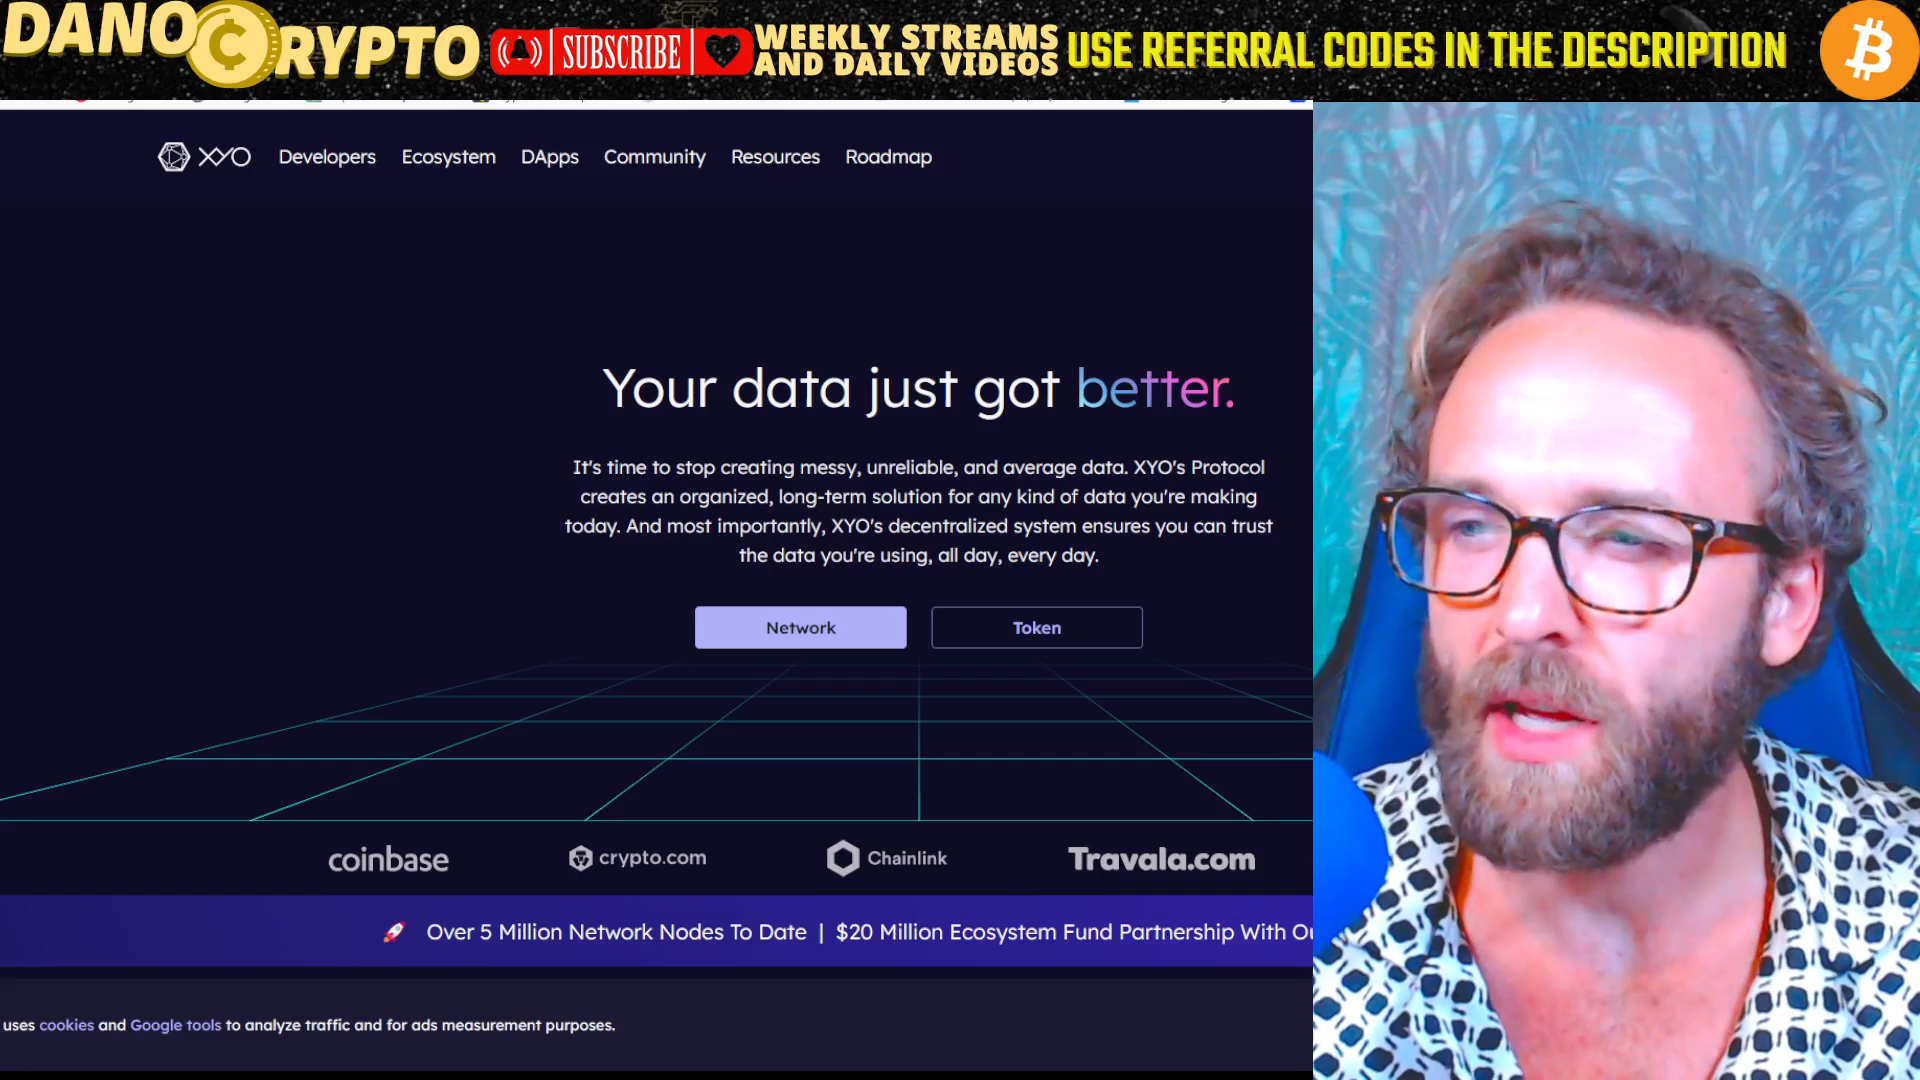 DANO CRYPTO
SUBSCRIBE
WEEKLY STREAMS
AND DAILY VIDEOS
USE REFERRAL CODES IN THE DESCRIPTION
XYO Developers Ecosystem DApps Community Resources Roadmap
Your data just got better.
It's time to stop creating messy, unreliable, and average data. XYO's Protocol
creates an organized, long-term solution for any kind of data you're making
today. And most importantly, XYO's decentralized system ensures you can trust
the data you're using, all day, every day.
Network Token
coinbase crypto.com Chainlink Travala.com
Over 5 Million Network Nodes To Date | $20 Million Ecosystem Fund Partnership With
uses cookies and Google tools to analyze traffic and for ads measurement purposes.